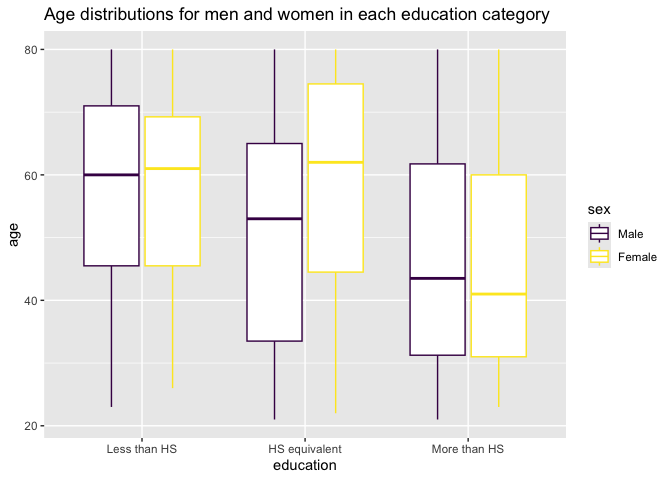 Age distributions for men and women in each education category
80
60
40
20
age
Less than HS
HS equivalent
More than HS
education
sex
Male
Female